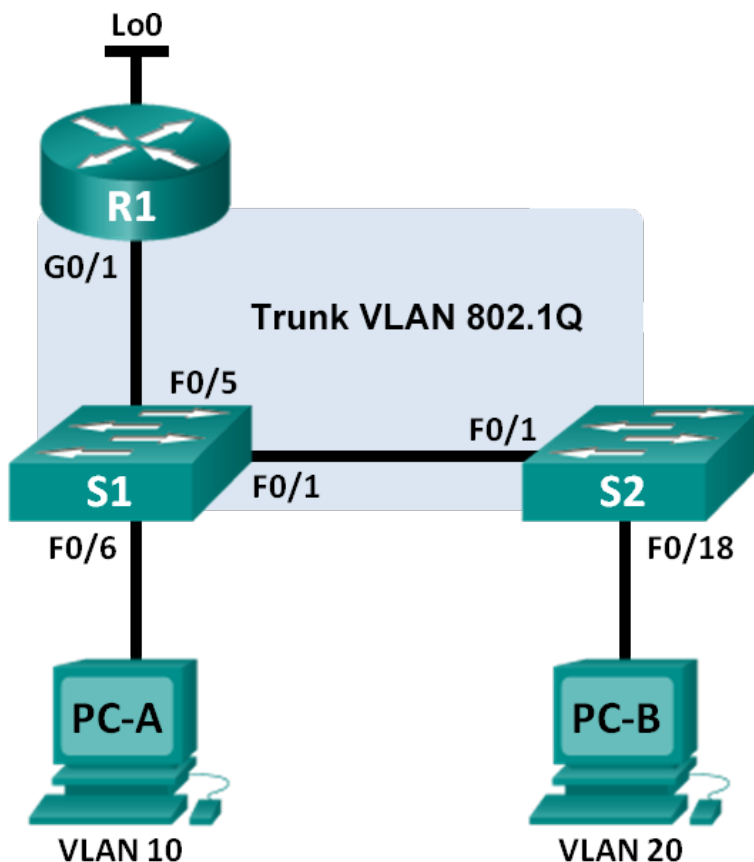 Lo0
R1
G0/1
Trunk VLAN 802.1Q
F0/5
F0/1
S1
F0/1
S2
F0/6
F0/18
PC-A
PC-B
VLAN 10
VLAN 20